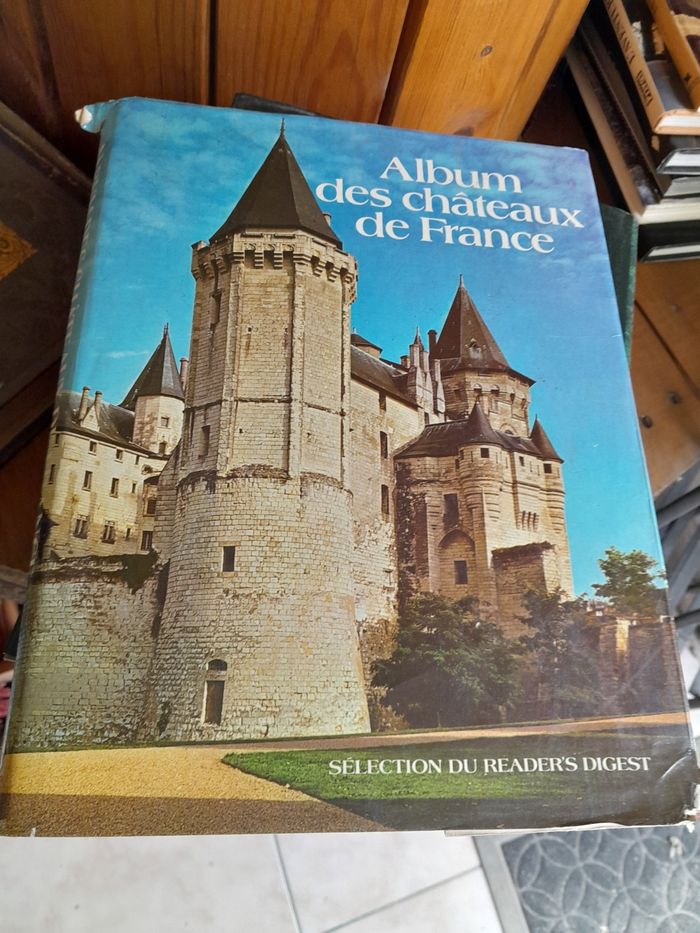 Album
des châteaux
de France
SÉLECTION DU READER'S DIGEST